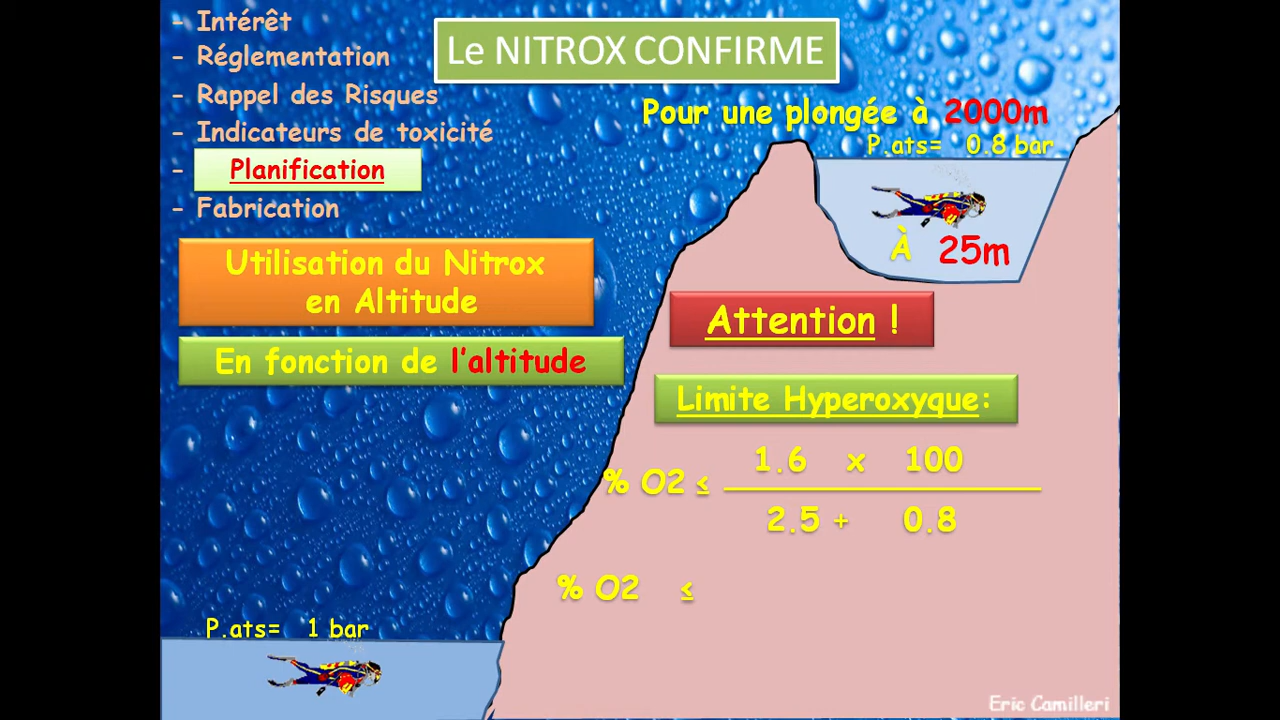 - Intérêt
- Réglementation
- Rappel des Risques
- Indicateurs de toxicité
- Planification
- Fabrication
Le NITROX CONFIRME
Pour une plongée à 2000m
P.ats= 0.8 bar
À 25m
Utilisation du Nitrox
en Altitude
En fonction de l'altitude
Attention !
Limite Hyperoxyque:
% O2 ≤ 1.6 x 100
2.5 + 0.8
% O2 ≤
P.ats= 1 bar
Eric Camilleri